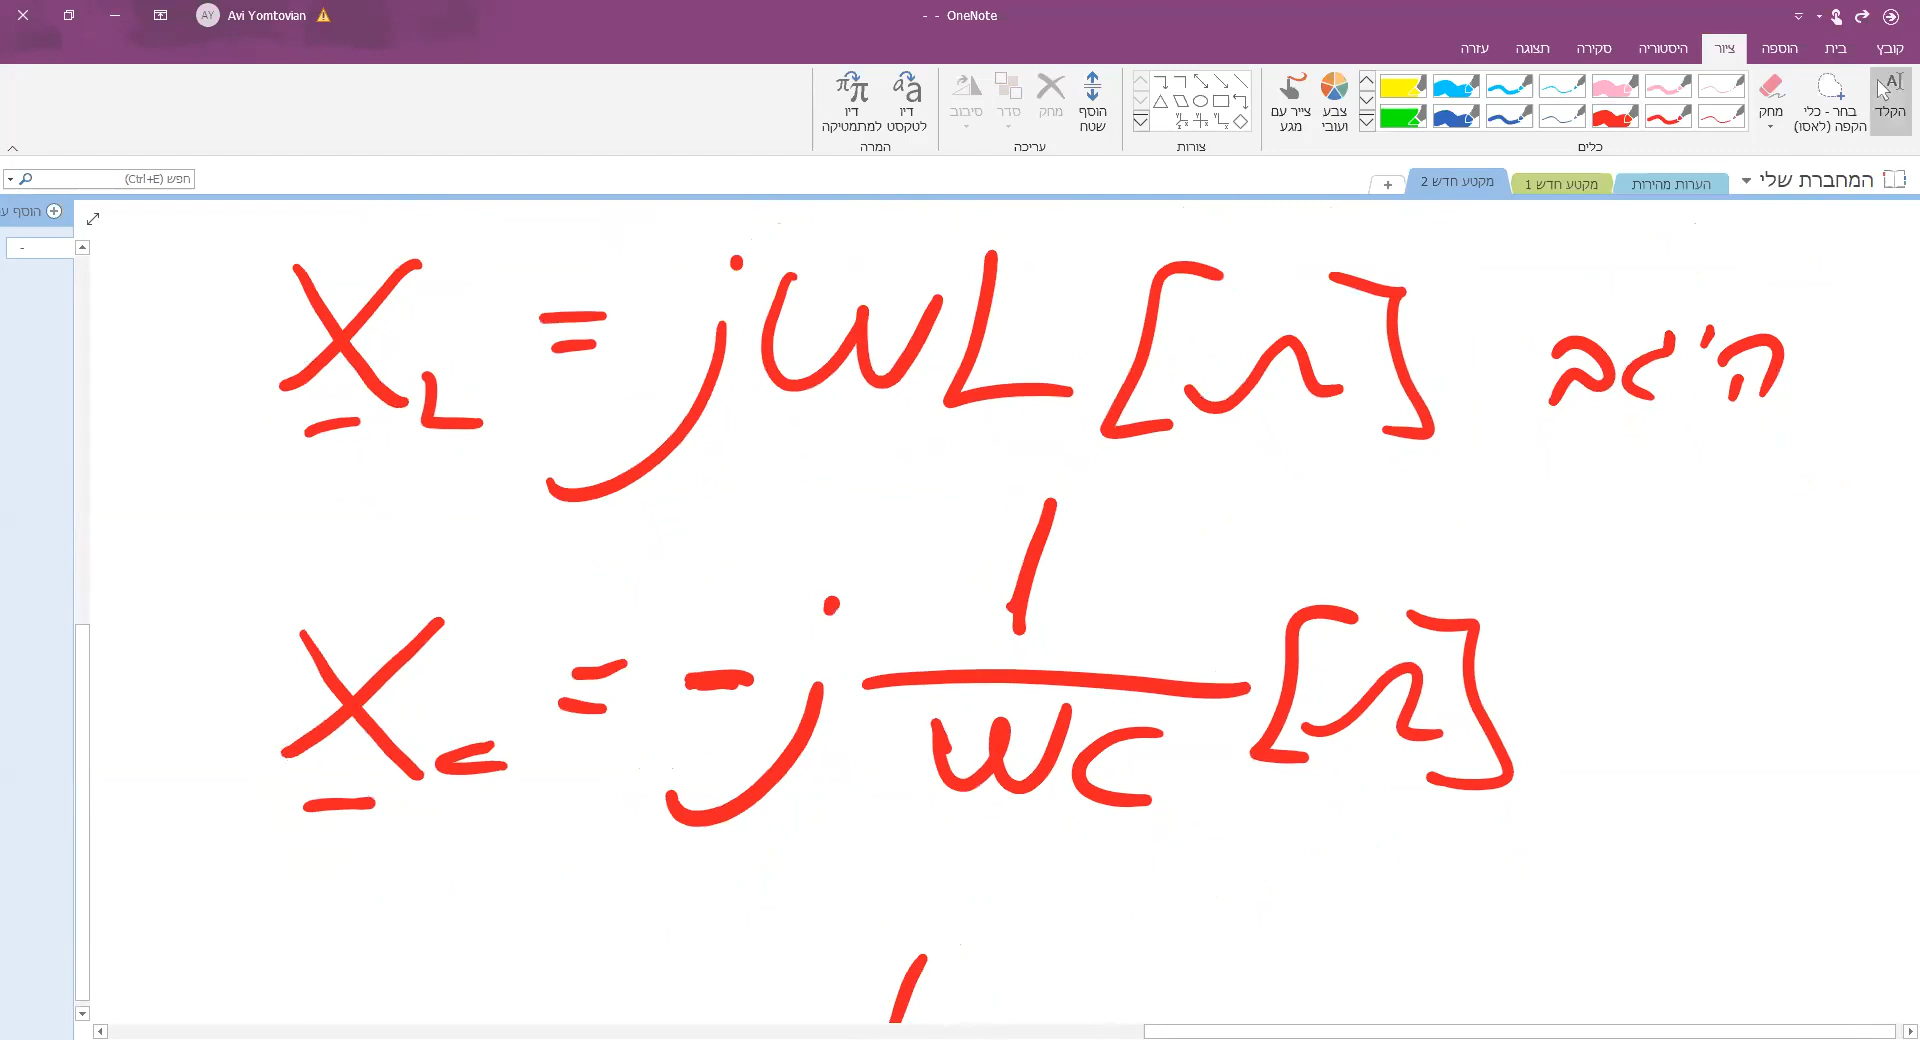 Avi Yomtovian
- - OneNote
קובץ בית הוספה ציור היסטוריה סקירה תצוגה עזרה
הקלד
בחר - כלי הקפה (לאסו)
מחק
כלים
צבע ועובי
צייר עם מגע
צורות
הוסף שטח
מחק
סדר
סיבוב
עריכה
דיו לטקסט
דיו למתמטיקה
המרה
המחברת שלי
הערות מהירות
מקטע חדש 1
מקטע חדש 2
+
חפש (Ctrl+E)
הוסף
-
X_L = jωL [Ω] היגב
X_C = -j 1/ωC [Ω]